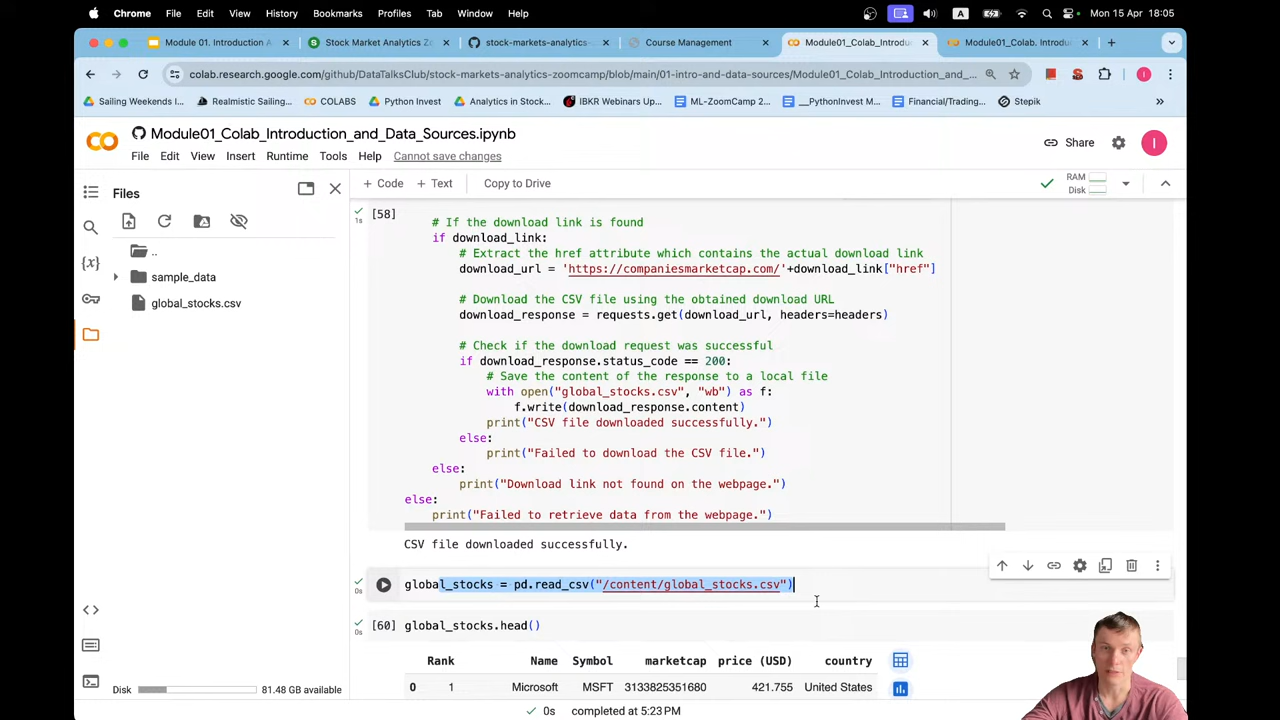 Chrome File Edit View History Bookmarks Profiles Tab Window Help A Mon 15 Apr 18:05
Module 01. Introduction A Stock Market Analytics Zo stock-markets-analytics- Course Management Module01_Colab_Introductio Module01_Colab. Introduc
colab.research.google.com/github/DataTalksClub/stock-markets-analytics-zoomcamp/blob/main/01-intro-and-data-sources/Module01_Colab_Introduction_and_...
Sailing Weekends I... Realmistic Sailing... COLABS Python Invest Analytics in Stock... IBKR Webinars Up... ML-ZoomCamp 2... __PythonInvest M... Financial/Trading... Stepik »
Module01_Colab_Introduction_and_Data_Sources.ipynb
File Edit View Insert Runtime Tools Help Cannot save changes
Share I
Files
+ Code + Text Copy to Drive
RAM
Disk
..
sample_data
global_stocks.csv
[58]
1s
# If the download link is found
if download_link:
# Extract the href attribute which contains the actual download link
download_url = 'https://companiesmarketcap.com/'+download_link["href"]
# Download the CSV file using the obtained download URL
download_response = requests.get(download_url, headers=headers)
# Check if the download request was successful
if download_response.status_code == 200:
# Save the content of the response to a local file
with open("global_stocks.csv", "wb") as f:
f.write(download_response.content)
print("CSV file downloaded successfully.")
else:
print("Failed to download the CSV file.")
else:
print("Download link not found on the webpage.")
else:
print("Failed to retrieve data from the webpage.")
CSV file downloaded successfully.
0s
global_stocks = pd.read_csv("/content/global_stocks.csv")
[60] global_stocks.head()
0s
Rank Name Symbol marketcap price (USD) country
0 1 Microsoft MSFT 3133825351680 421.755 United States
Disk 81.48 GB available
0s completed at 5:23 PM